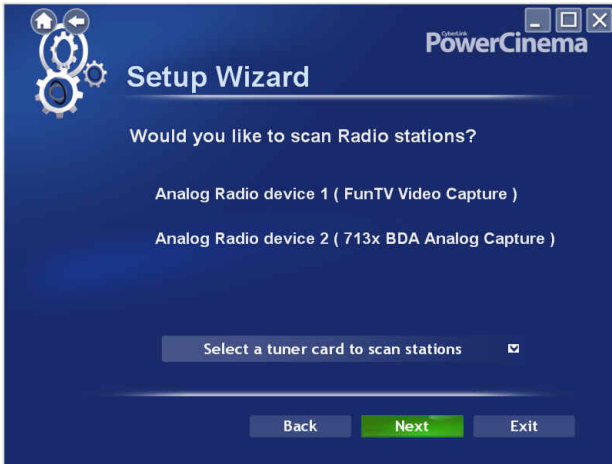 CyberLink
PowerCinema
Setup Wizard
Would you like to scan Radio stations?
Analog Radio device 1 ( FunTV Video Capture )
Analog Radio device 2 ( 713x BDA Analog Capture )
Select a tuner card to scan stations
Back Next Exit